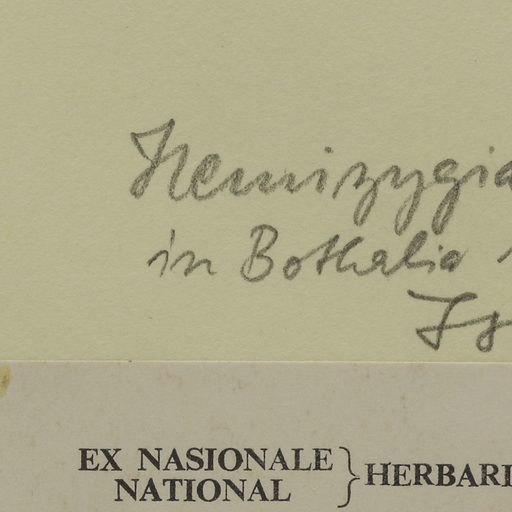 Hemizygia
in Bothalia
EX NASIONALE
NATIONAL } HERBARI